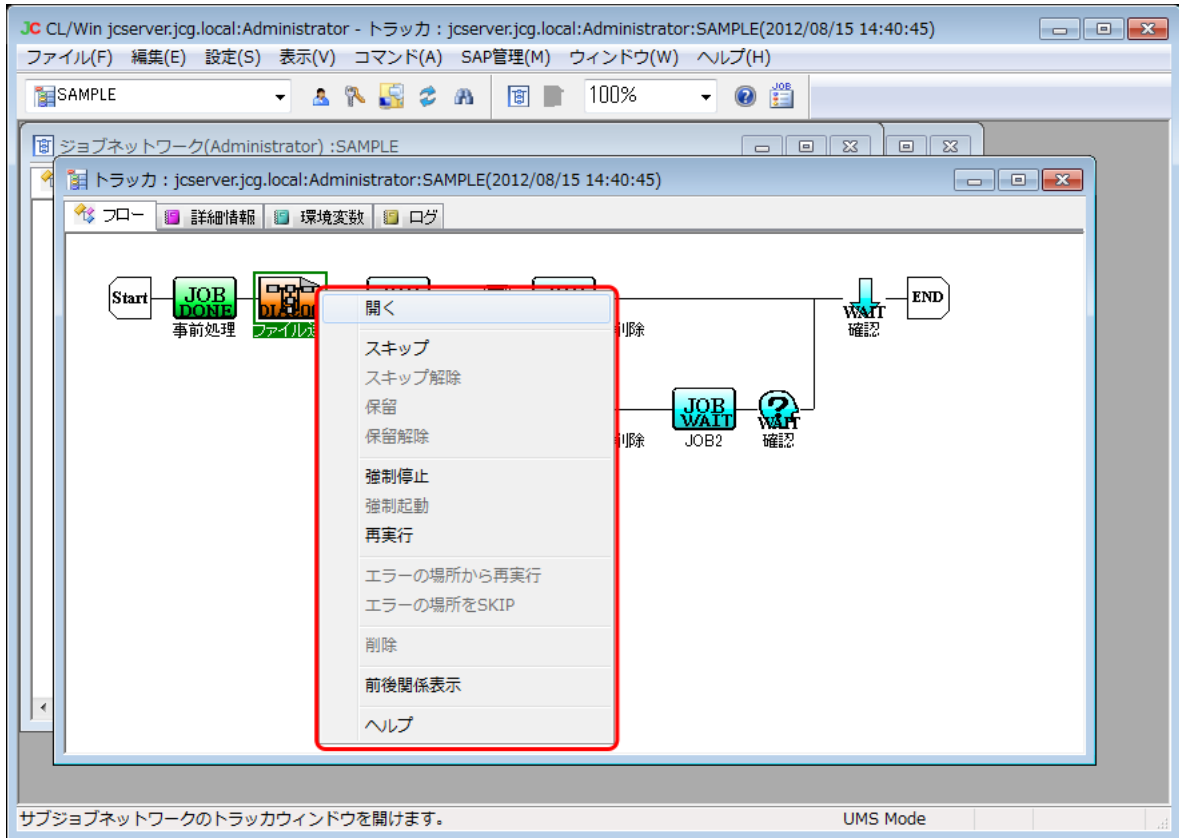 JC CL/Win jcserver.jcg.local:Administrator - トラッカ : jcserver.jcg.local:Administrator:SAMPLE(2012/08/15 14:40:45)
ファイル(F) 編集(E) 設定(S) 表示(V) コマンド(A) SAP管理(M) ウィンドウ(W) ヘルプ(H)
SAMPLE 100% JOB
ジョブネットワーク(Administrator) :SAMPLE
トラッカ : jcserver.jcg.local:Administrator:SAMPLE(2012/08/15 14:40:45)
フロー 詳細情報 環境変数 ログ
Start JOB DONE WAIT END
事前処理 ファイル 削除 確認
開く
スキップ
スキップ解除
保留
保留解除
JOB WAIT WAIT
削除 JOB2 確認
強制停止
強制起動
再実行
エラーの場所から再実行
エラーの場所をSKIP
削除
前後関係表示
ヘルプ
サブジョブネットワークのトラッカウィンドウを開けます。 UMS Mode